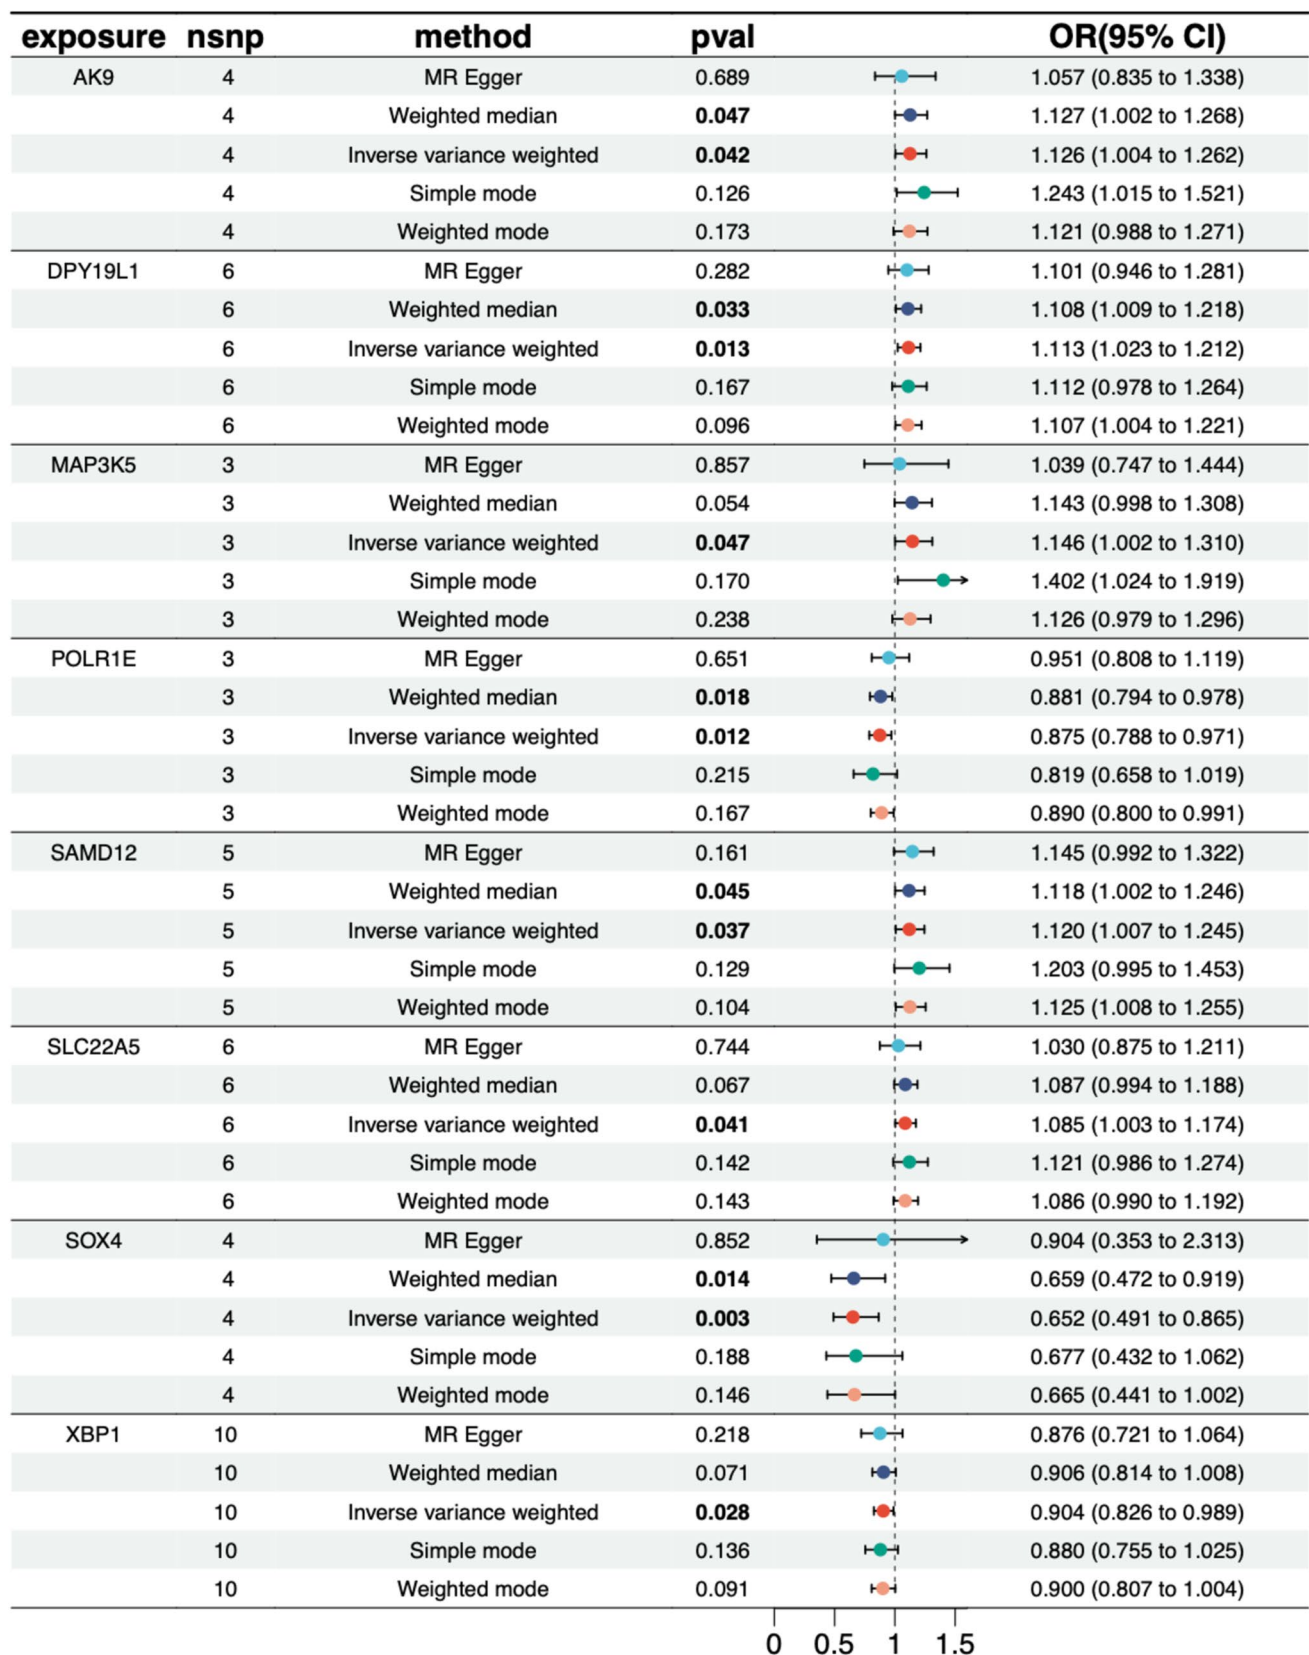 exposure nsnp method pval OR(95% CI)
AK9 4 MR Egger 0.689 1.057 (0.835 to 1.338)
4 Weighted median 0.047 1.127 (1.002 to 1.268)
4 Inverse variance weighted 0.042 1.126 (1.004 to 1.262)
4 Simple mode 0.126 1.243 (1.015 to 1.521)
4 Weighted mode 0.173 1.121 (0.988 to 1.271)
DPY19L1 6 MR Egger 0.282 1.101 (0.946 to 1.281)
6 Weighted median 0.033 1.108 (1.009 to 1.218)
6 Inverse variance weighted 0.013 1.113 (1.023 to 1.212)
6 Simple mode 0.167 1.112 (0.978 to 1.264)
6 Weighted mode 0.096 1.107 (1.004 to 1.221)
MAP3K5 3 MR Egger 0.857 1.039 (0.747 to 1.444)
3 Weighted median 0.054 1.143 (0.998 to 1.308)
3 Inverse variance weighted 0.047 1.146 (1.002 to 1.310)
3 Simple mode 0.170 1.402 (1.024 to 1.919)
3 Weighted mode 0.238 1.126 (0.979 to 1.296)
POLR1E 3 MR Egger 0.651 0.951 (0.808 to 1.119)
3 Weighted median 0.018 0.881 (0.794 to 0.978)
3 Inverse variance weighted 0.012 0.875 (0.788 to 0.971)
3 Simple mode 0.215 0.819 (0.658 to 1.019)
3 Weighted mode 0.167 0.890 (0.800 to 0.991)
SAMD12 5 MR Egger 0.161 1.145 (0.992 to 1.322)
5 Weighted median 0.045 1.118 (1.002 to 1.246)
5 Inverse variance weighted 0.037 1.120 (1.007 to 1.245)
5 Simple mode 0.129 1.203 (0.995 to 1.453)
5 Weighted mode 0.104 1.125 (1.008 to 1.255)
SLC22A5 6 MR Egger 0.744 1.030 (0.875 to 1.211)
6 Weighted median 0.067 1.087 (0.994 to 1.188)
6 Inverse variance weighted 0.041 1.085 (1.003 to 1.174)
6 Simple mode 0.142 1.121 (0.986 to 1.274)
6 Weighted mode 0.143 1.086 (0.990 to 1.192)
SOX4 4 MR Egger 0.852 0.904 (0.353 to 2.313)
4 Weighted median 0.014 0.659 (0.472 to 0.919)
4 Inverse variance weighted 0.003 0.652 (0.491 to 0.865)
4 Simple mode 0.188 0.677 (0.432 to 1.062)
4 Weighted mode 0.146 0.665 (0.441 to 1.002)
XBP1 10 MR Egger 0.218 0.876 (0.721 to 1.064)
10 Weighted median 0.071 0.906 (0.814 to 1.008)
10 Inverse variance weighted 0.028 0.904 (0.826 to 0.989)
10 Simple mode 0.136 0.880 (0.755 to 1.025)
10 Weighted mode 0.091 0.900 (0.807 to 1.004)
0 0.5 1 1.5